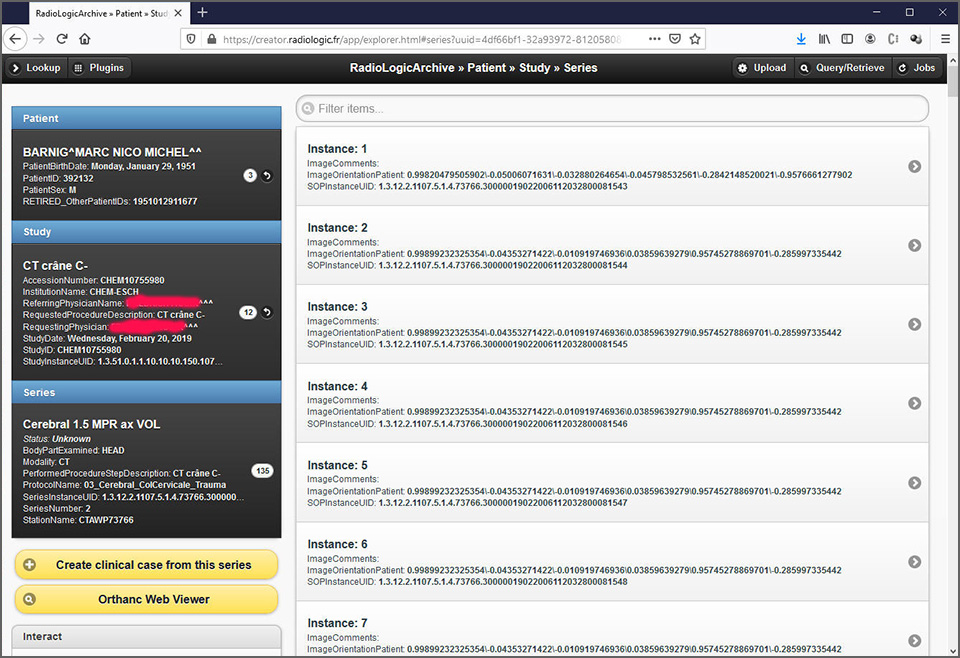 RadioLogicArchive » Patient » Stud
https://creator.radiologic.fr/app/explorer.html#series?uuid=4df66bf1-32a93972-8120580
Lookup
Plugins
RadioLogicArchive » Patient » Study » Series
Upload
Query/Retrieve
Jobs
Patient
BARNIG^MARC NICO MICHEL^^
PatientBirthDate: Monday, January 29, 1951
PatientID: 392132
PatientSex: M
RETIRED_OtherPatientIDs: 1951012911677
3
Study
CT crâne C-
AccessionNumber: CHEM10755980
InstitutionName: CHEM-ESCH
ReferringPhysicianName: ^^^
RequestedProcedureDescription: CT crâne C-
RequestingPhysician: ^^^
StudyDate: Wednesday, February 20, 2019
StudyID: CHEM10755980
StudyInstanceUID: 1.3.51.0.1.1.10.10.10.150.107...
12
Series
Cerebral 1.5 MPR ax VOL
Status: Unknown
BodyPartExamined: HEAD
Modality: CT
PerformedProcedureStepDescription: CT crâne C-
ProtocolName: 03_Cerebral_ColCervicale_Trauma
SeriesInstanceUID: 1.3.12.2.1107.5.1.4.73766.300000...
SeriesNumber: 2
StationName: CTAWP73766
135
Create clinical case from this series
Orthanc Web Viewer
Interact
Filter items...
Instance: 1
ImageComments:
ImageOrientationPatient: 0.99820479505902\-0.05006071631\-0.032880264654\-0.045798532561\-0.2842148520021\-0.9576661277902
SOPInstanceUID: 1.3.12.2.1107.5.1.4.73766.30000019022006112032800081543
Instance: 2
ImageComments:
ImageOrientationPatient: 0.99899232325354\-0.04353271422\-0.010919746936\0.03859639279\0.95745278869701\-0.285997335442
SOPInstanceUID: 1.3.12.2.1107.5.1.4.73766.30000019022006112032800081544
Instance: 3
ImageComments:
ImageOrientationPatient: 0.99899232325354\-0.04353271422\-0.010919746936\0.03859639279\0.95745278869701\-0.285997335442
SOPInstanceUID: 1.3.12.2.1107.5.1.4.73766.30000019022006112032800081545
Instance: 4
ImageComments:
ImageOrientationPatient: 0.99899232325354\-0.04353271422\-0.010919746936\0.03859639279\0.95745278869701\-0.285997335442
SOPInstanceUID: 1.3.12.2.1107.5.1.4.73766.30000019022006112032800081546
Instance: 5
ImageComments:
ImageOrientationPatient: 0.99899232325354\-0.04353271422\-0.010919746936\0.03859639279\0.95745278869701\-0.285997335442
SOPInstanceUID: 1.3.12.2.1107.5.1.4.73766.30000019022006112032800081547
Instance: 6
ImageComments:
ImageOrientationPatient: 0.99899232325354\-0.04353271422\-0.010919746936\0.03859639279\0.95745278869701\-0.285997335442
SOPInstanceUID: 1.3.12.2.1107.5.1.4.73766.30000019022006112032800081548
Instance: 7
ImageComments:
ImageOrientationPatient: 0.99899232325354\-0.04353271422\-0.010919746936\0.03859639279\0.95745278869701\-0.285997335442